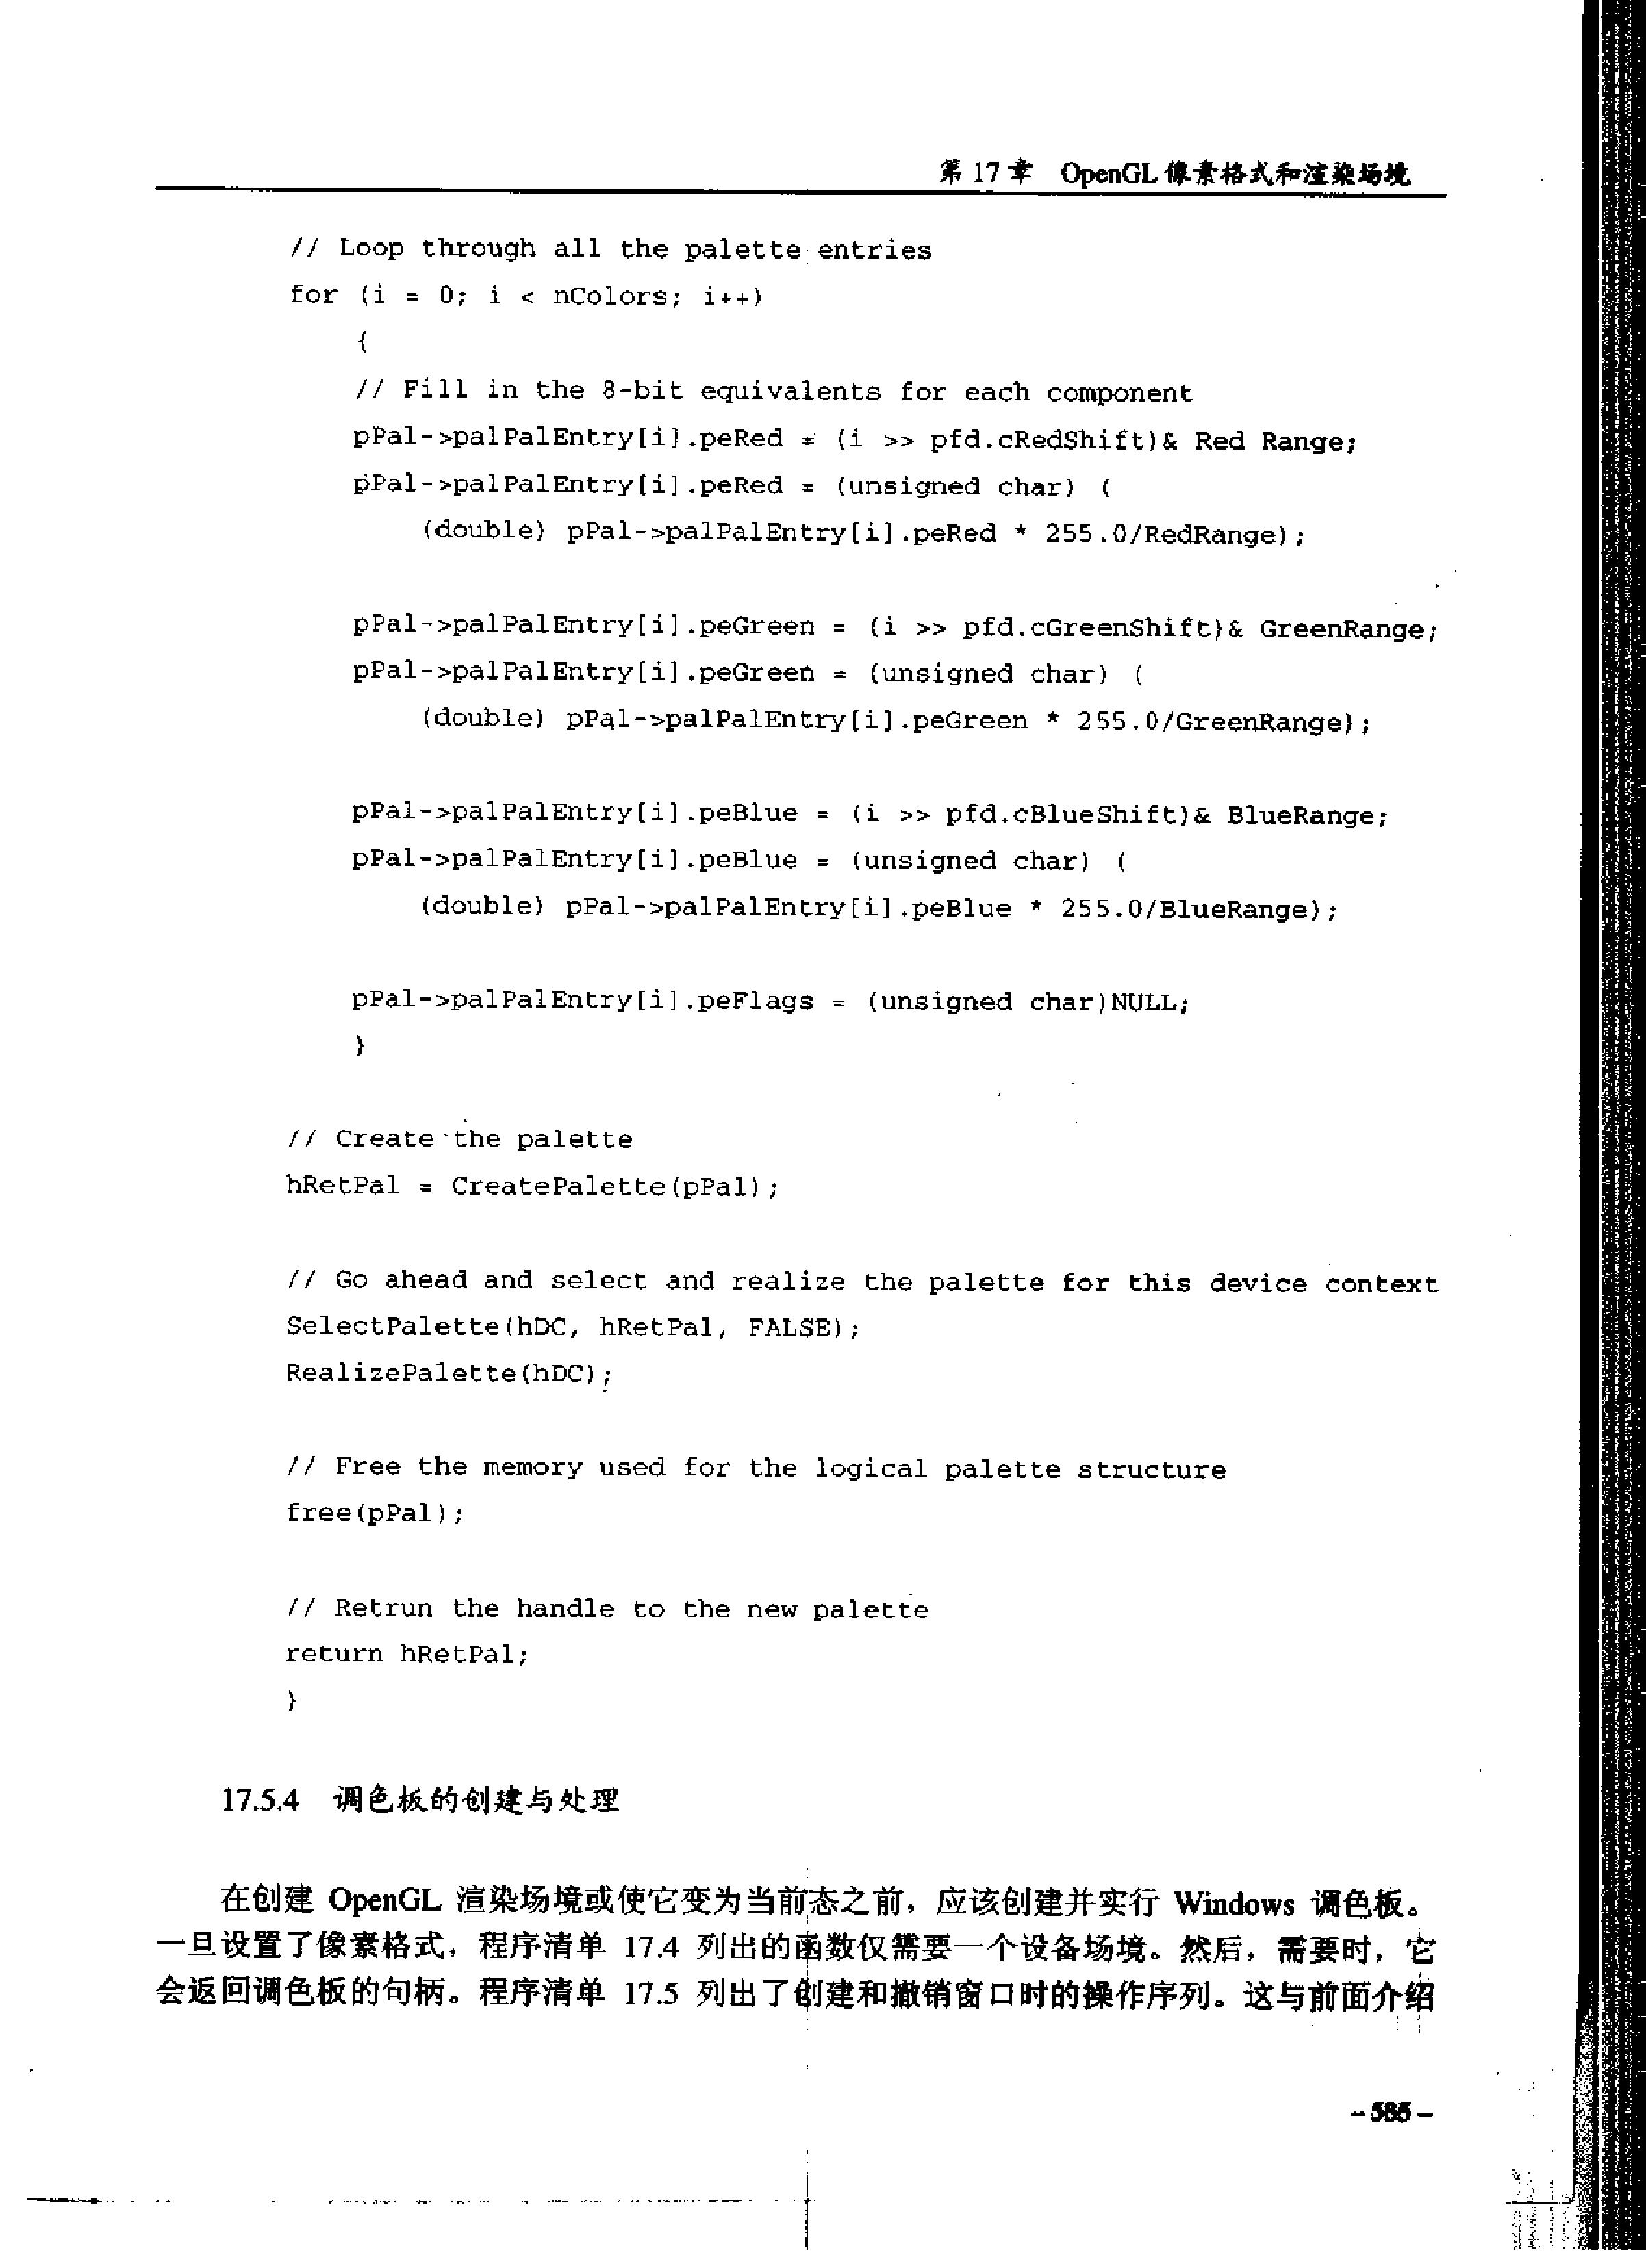 第 17 章 OpenGL 像素格式和渲染场境
// Loop through all the palette entries
for (i = 0; i < nColors; i++)
{
// Fill in the 8-bit equivalents for each component
pPal->palPalEntry[i].peRed = (i >> pfd.cRedShift)& Red Range;
pPal->palPalEntry[i].peRed = (unsigned char) (
(double) pPal->palPalEntry[i].peRed * 255.0/RedRange);
pPal->palPalEntry[i].peGreen = (i >> pfd.cGreenShift)& GreenRange;
pPal->palPalEntry[i].peGreen = (unsigned char) (
(double) pPal->palPalEntry[i].peGreen * 255.0/GreenRange);
pPal->palPalEntry[i].peBlue = (i >> pfd.cBlueShift)& BlueRange;
pPal->palPalEntry[i].peBlue = (unsigned char) (
(double) pPal->palPalEntry[i].peBlue * 255.0/BlueRange);
pPal->palPalEntry[i].peFlags = (unsigned char)NULL;
}
// Create the palette
hRetPal = CreatePalette(pPal);
// Go ahead and select and realize the palette for this device context
SelectPalette(hDC, hRetPal, FALSE);
RealizePalette(hDC);
// Free the memory used for the logical palette structure
free(pPal);
// Retrun the handle to the new palette
return hRetPal;
}
17.5.4 调色板的创建与处理
在创建 OpenGL 渲染场境或使它变为当前态之前，应该创建并实行 Windows 调色板。
一旦设置了像素格式，程序清单 17.4 列出的函数仅需要一个设备场境。然后，需要时，它
会返回调色板的句柄。程序清单 17.5 列出了创建和撤销窗口时的操作序列。这与前面介绍
－585－